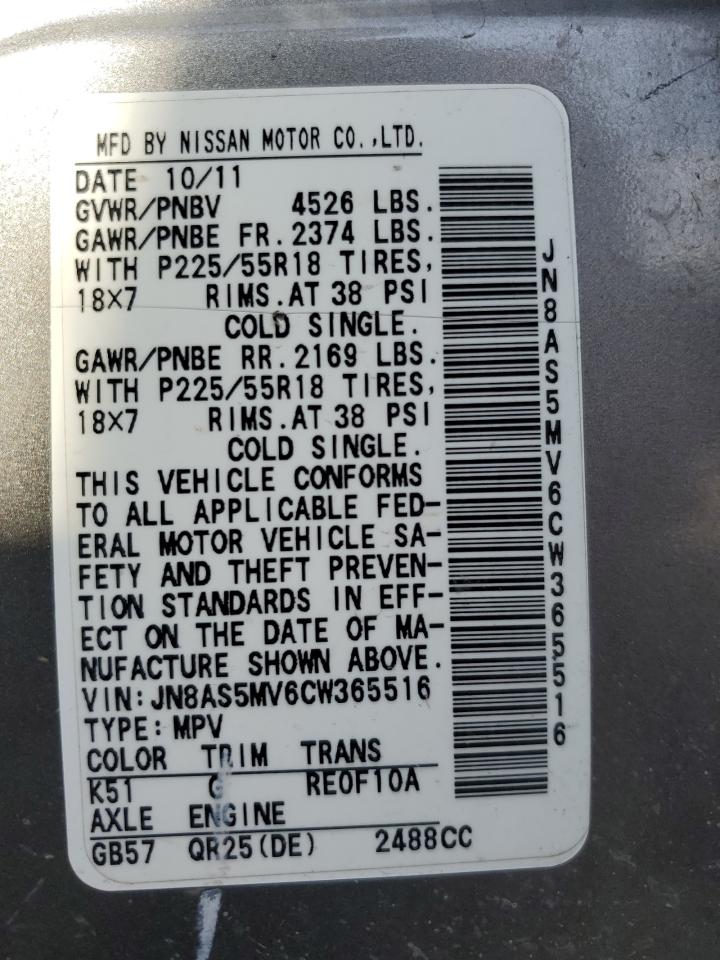 MFD BY NISSAN MOTOR CO.,LTD.
DATE 10/11
GVWR/PNBV 4526 LBS.
GAWR/PNBE FR.2374 LBS.
WITH P225/55R18 TIRES,
18X7 RIMS.AT 38 PSI
COLD SINGLE.
GAWR/PNBE RR.2169 LBS.
WITH P225/55R18 TIRES,
18X7 RIMS.AT 38 PSI
COLD SINGLE.
THIS VEHICLE CONFORMS
TO ALL APPLICABLE FED-
ERAL MOTOR VEHICLE SA-
FETY AND THEFT PREVEN-
TION STANDARDS IN EFF-
ECT ON THE DATE OF MA-
NUFACTURE SHOWN ABOVE.
VIN:JN8AS5MV6CW365516
TYPE:MPV
COLOR TRIM TRANS
K51 G RE0F10A
AXLE ENGINE
GB57 QR25(DE) 2488CC
JN8AS5MV6CW365516